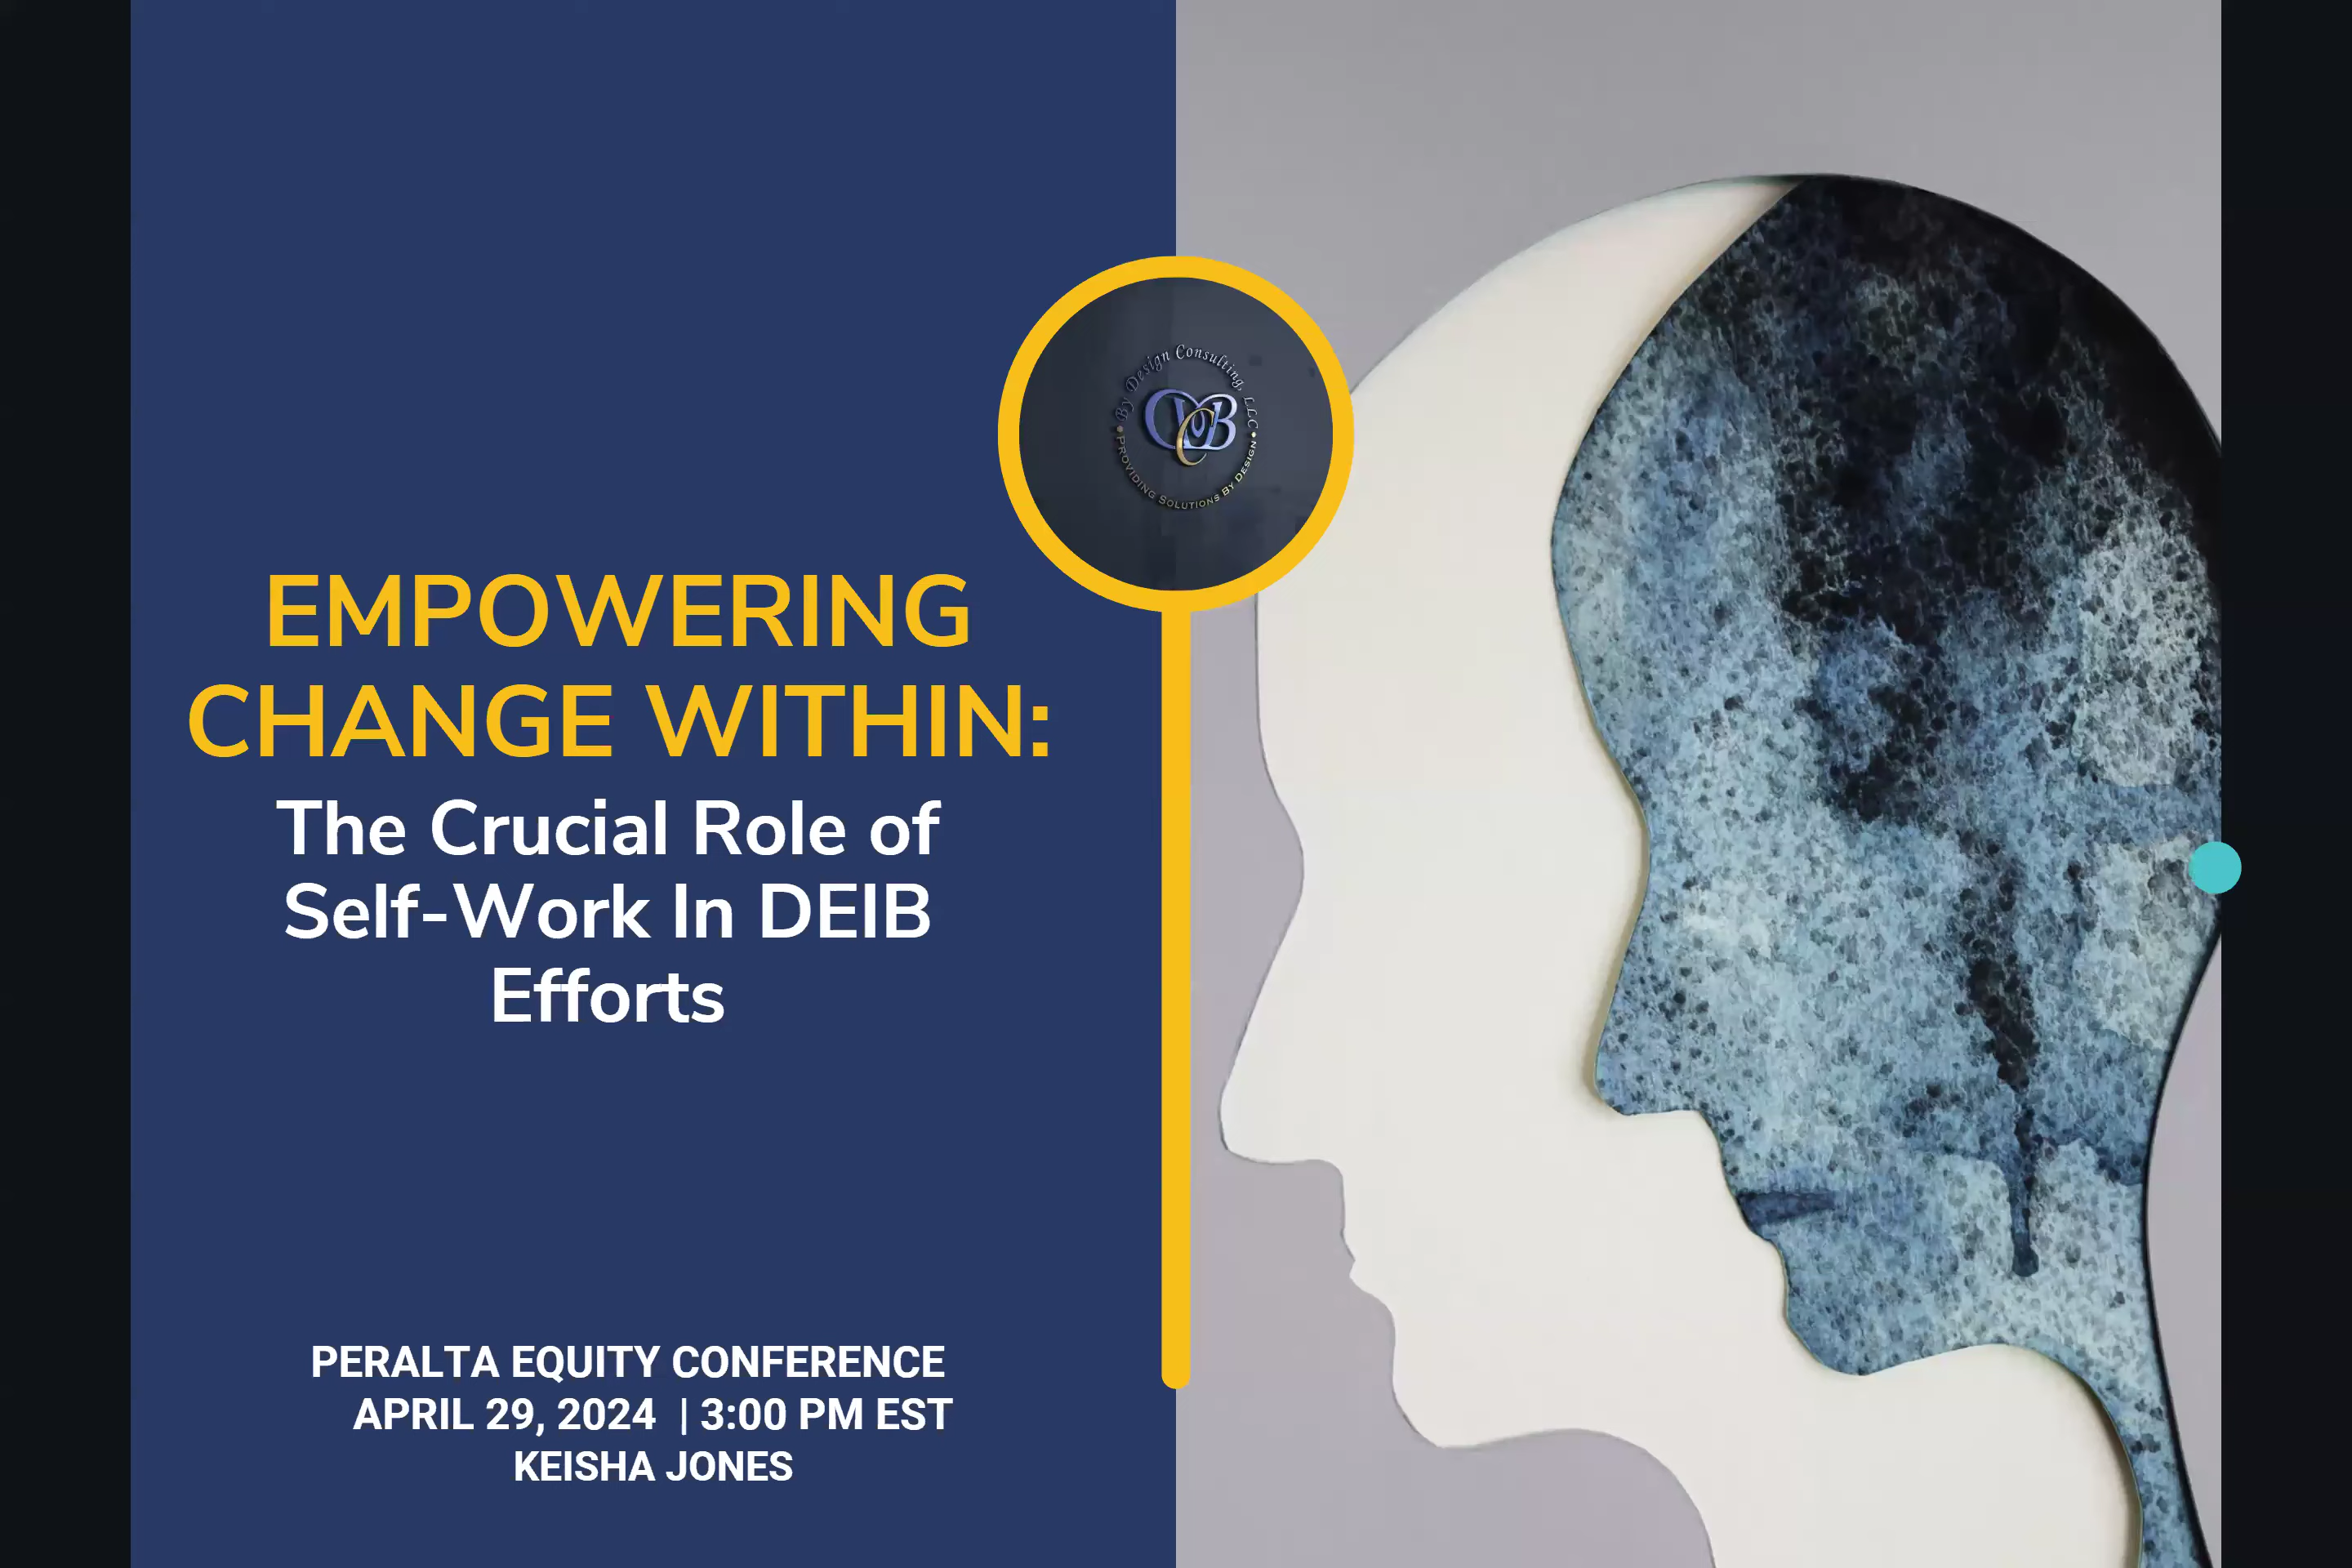 By Design Consulting, LLC
PROVIDING SOLUTIONS BY DESIGN
EMPOWERING
CHANGE WITHIN:
The Crucial Role of
Self-Work In DEIB
Efforts
PERALTA EQUITY CONFERENCE
APRIL 29, 2024 | 3:00 PM EST
KEISHA JONES